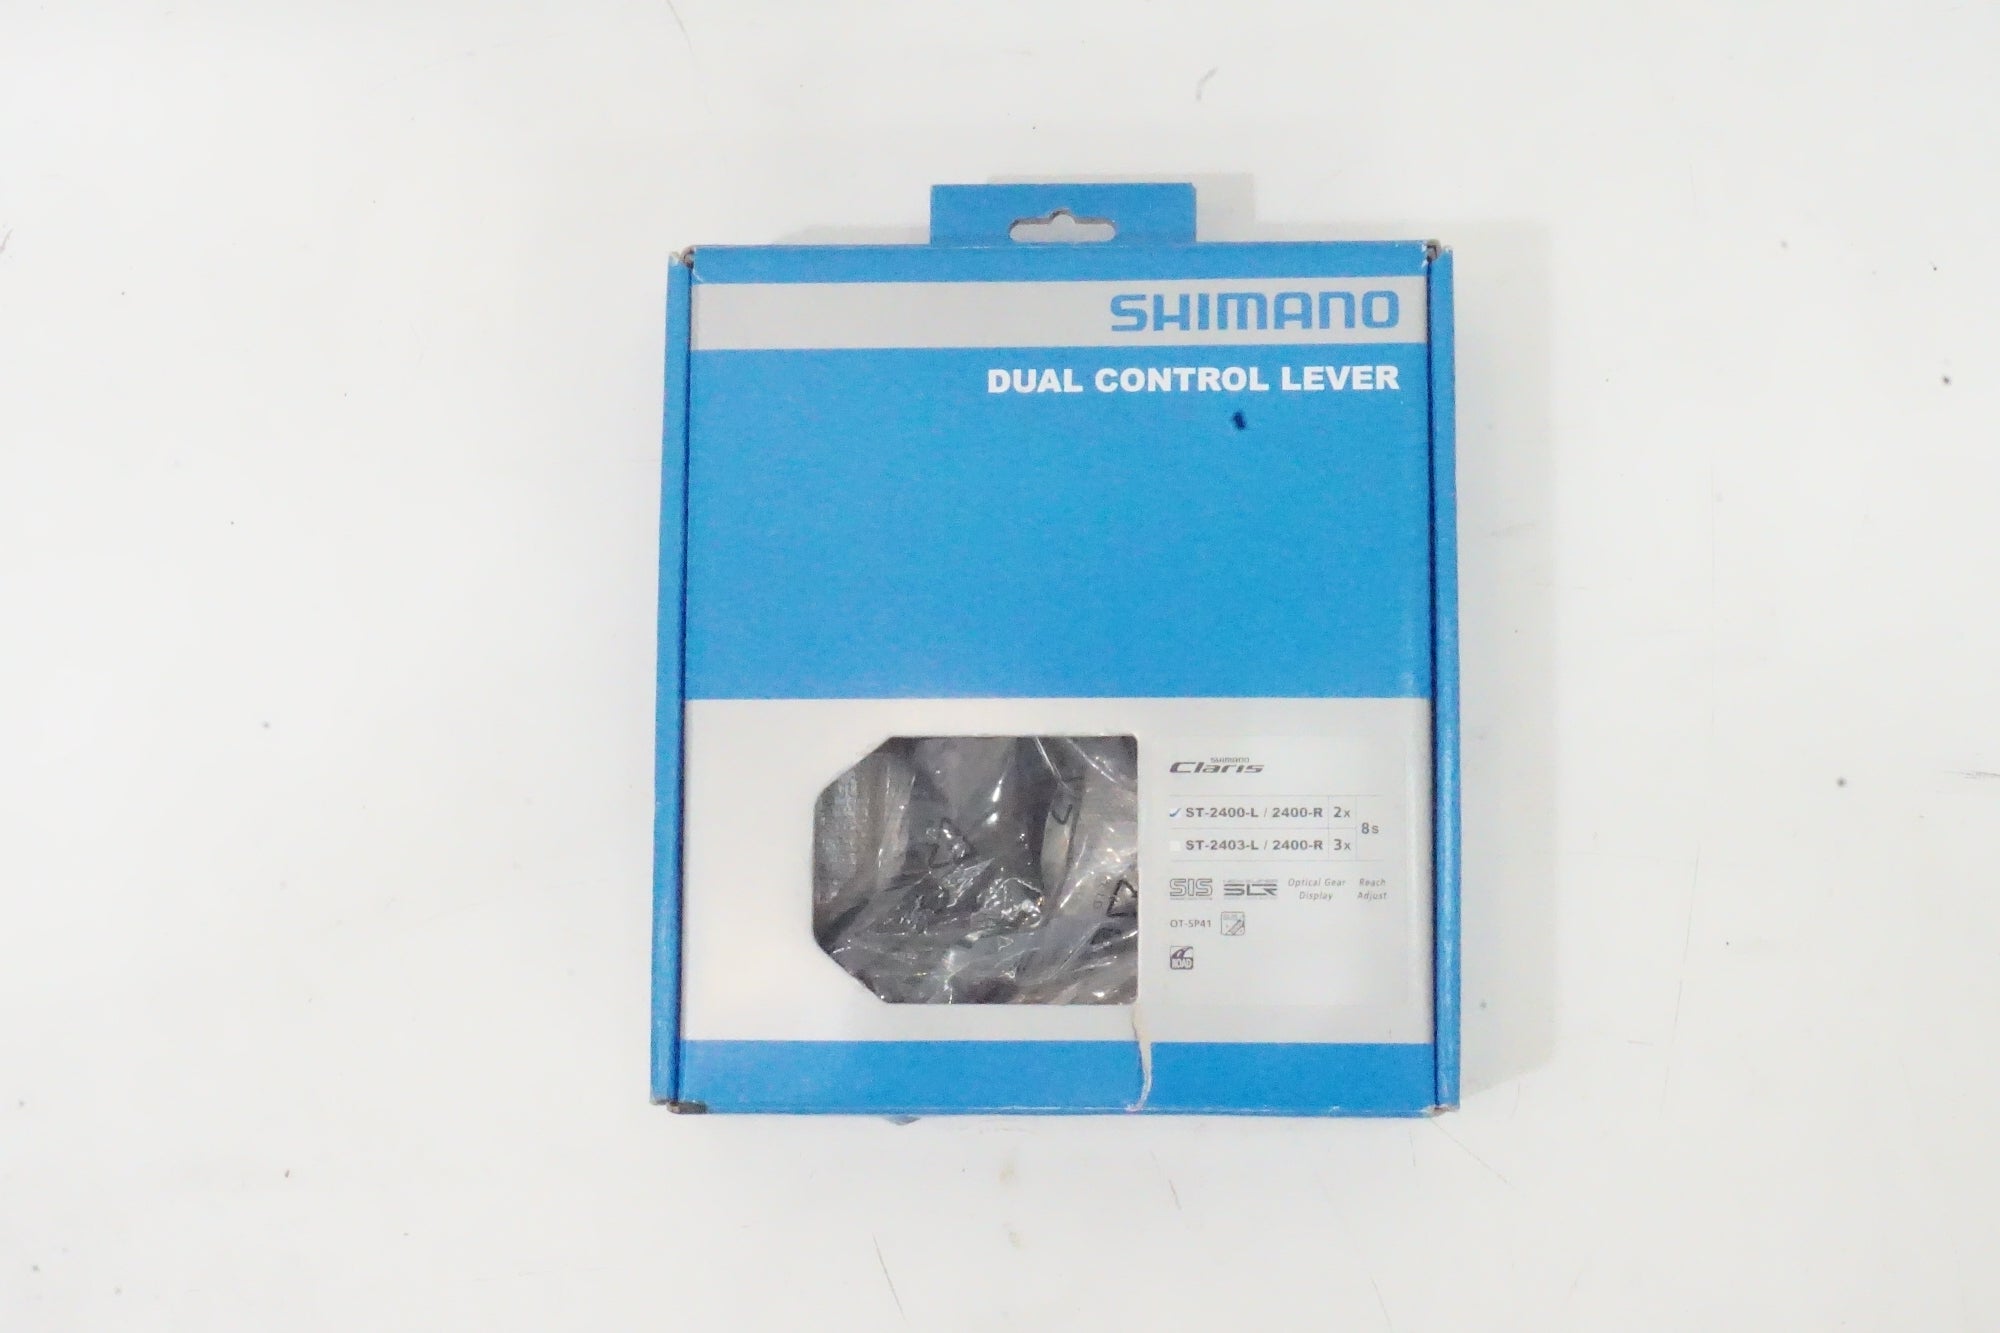 SHIMANO
DUAL CONTROL LEVER
SHIMANO
Claris
ST-2400-L / 2400-R 2x
8s
ST-2403-L / 2400-R 3x
SIS SLR Optical Gear Display Reach Adjust
OT-SP41
ROAD